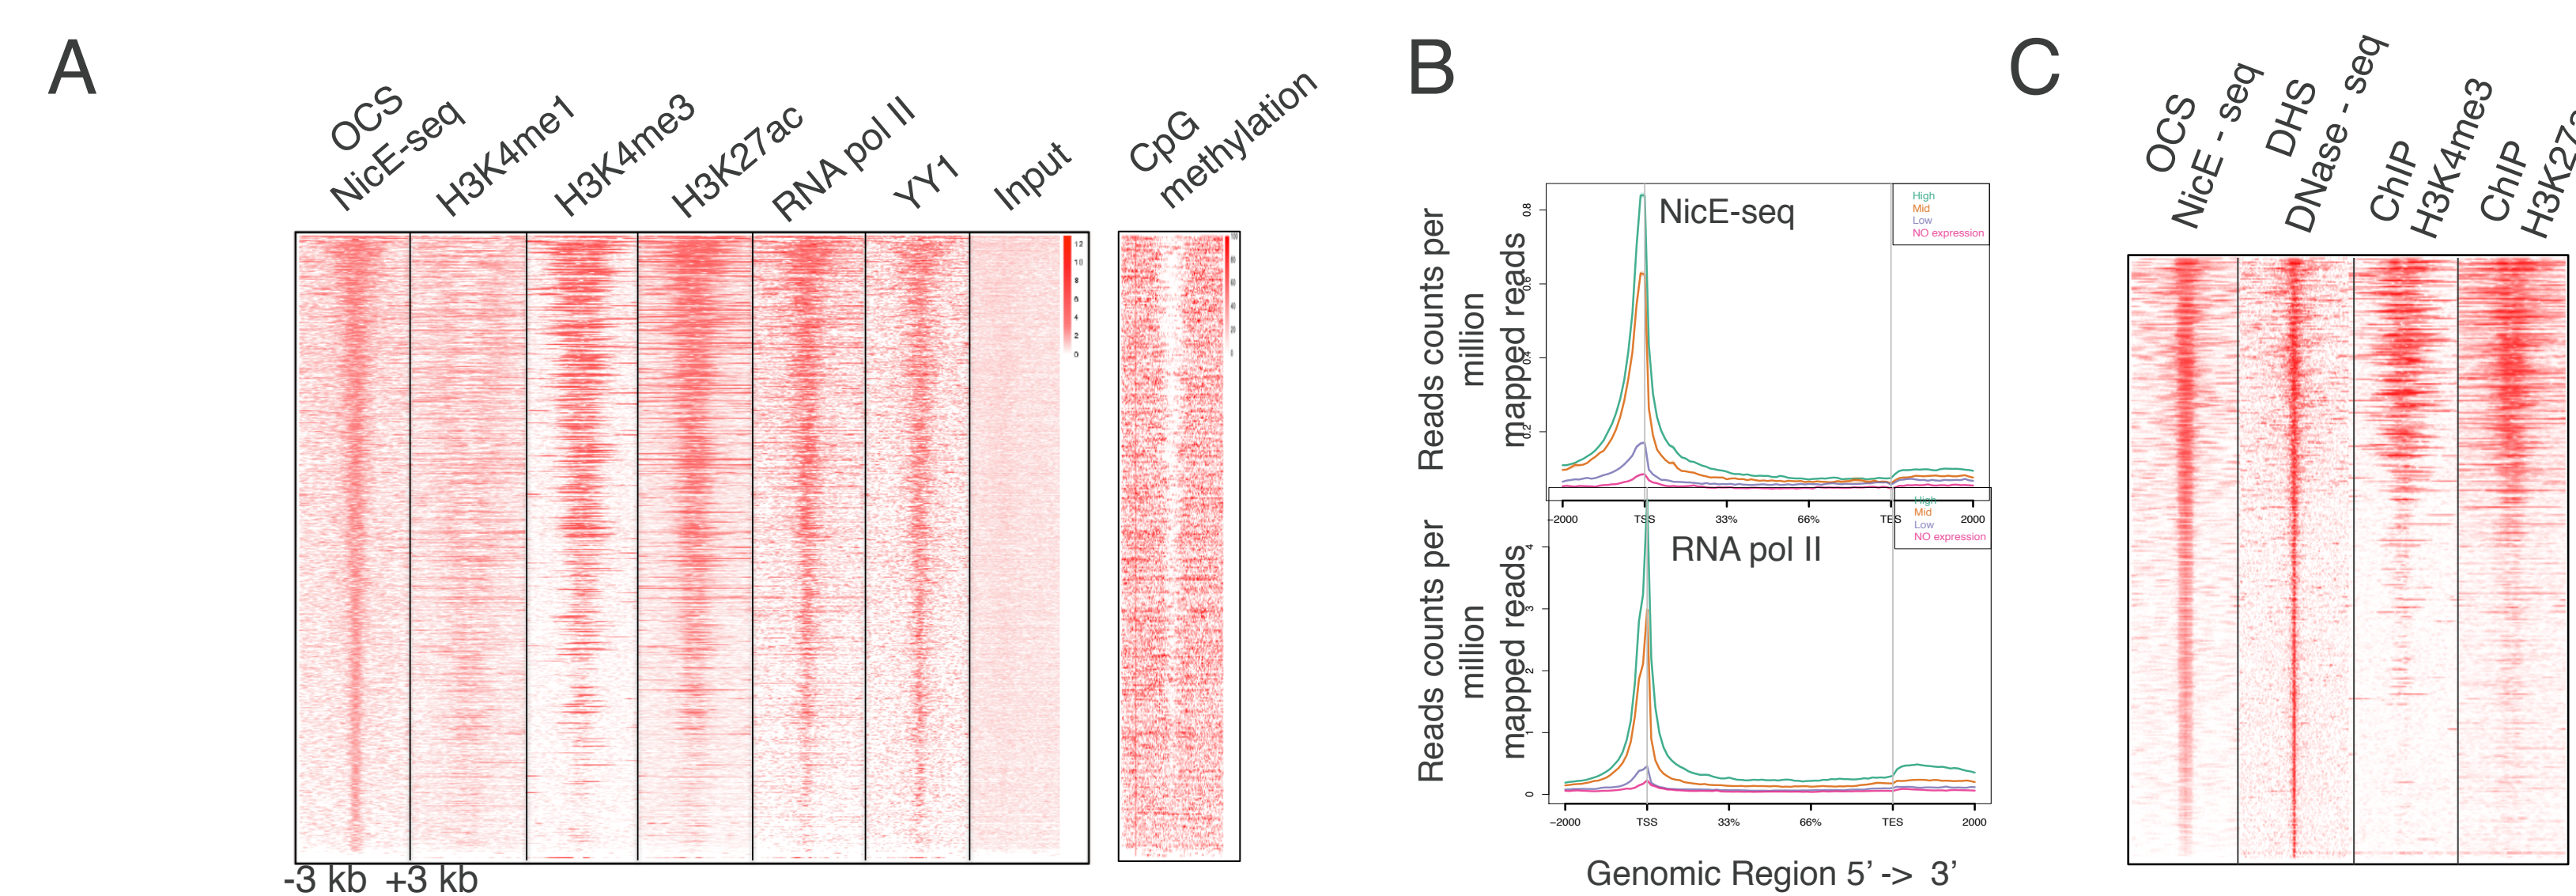 A
OCS
NicE-seq
H3K4me1
H3K4me3
H3K27ac
RNA pol II
YY1
Input
CpG
methylation
12
10
8
6
4
2
0
-3 kb +3 kb
B
Reads counts per
million
mapped reads
0.8
0.6
0.4
0.2
NicE-seq
High
Mid
Low
NO expression
-2000 TSS 33% 66% TES 2000
Reads counts per
million
mapped reads
4
3
2
1
0
RNA pol II
High
Mid
Low
NO expression
-2000 TSS 33% 66% TES 2000
Genomic Region 5’ -> 3’
C
OCS
NicE - seq
DHS
DNase - seq
ChIP
H3K4me3
ChIP